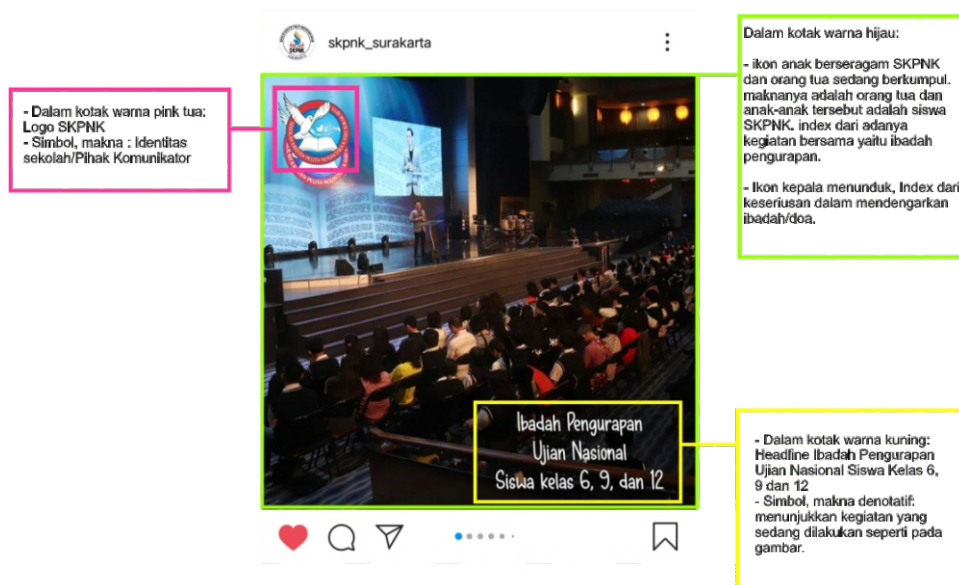 skpnk_surakarta
- Dalam kotak warna pink tua:
Logo SKPNK
- Simbol, makna : Identitas
sekolah/Pihak Komunikator
Dalam kotak warna hijau:
- ikon anak berseragam SKPNK
dan orang tua sedang berkumpul.
maknanya adalah orang tua dan
anak-anak tersebut adalah siswa
SKPNK. index dari adanya
kegiatan bersama yaitu ibadah
pengurapan.
- Ikon kepala menunduk, Index dari
keseriusan dalam mendengarkan
ibadah/doa.
Ibadah Pengurapan
Ujian Nasional
Siswa kelas 6, 9, dan 12
- Dalam kotak warna kuning:
Headline Ibadah Pengurapan
Ujian Nasional Siswa Kelas 6,
9 dan 12
- Simbol, makna denotatif:
menunjukkan kegiatan yang
sedang dilakukan seperti pada
gambar.